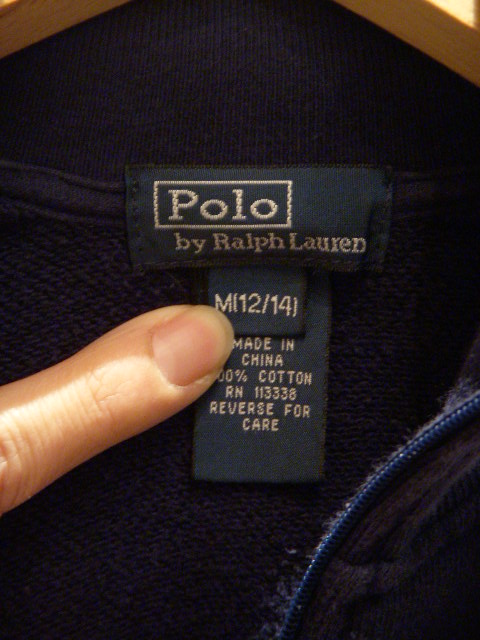 Polo
by Ralph Lauren
M(12/14)
MADE IN
CHINA
00% COTTON
RN 113338
REVERSE FOR
CARE